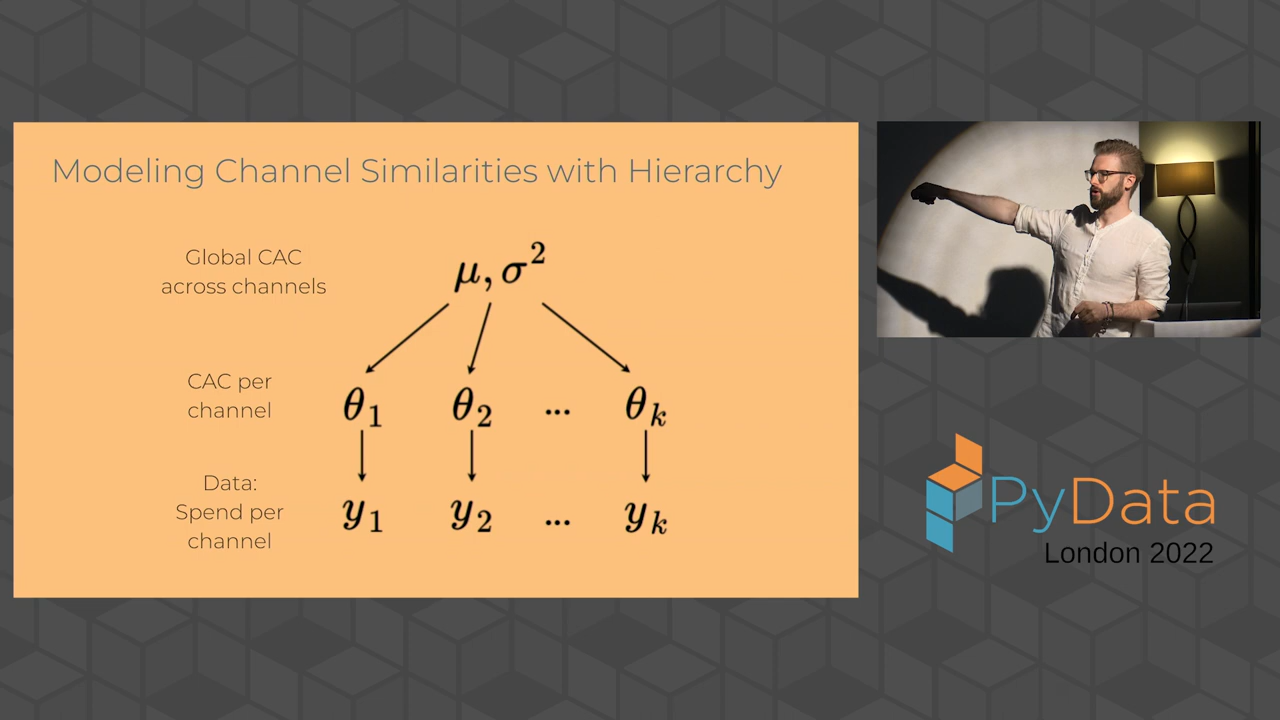 Modeling Channel Similarities with Hierarchy
Global CAC
across channels
μ, σ²
CAC per
channel
θ₁ θ₂ ... θₖ
Data:
Spend per
channel
y₁ y₂ ... yₖ
PyData
London 2022